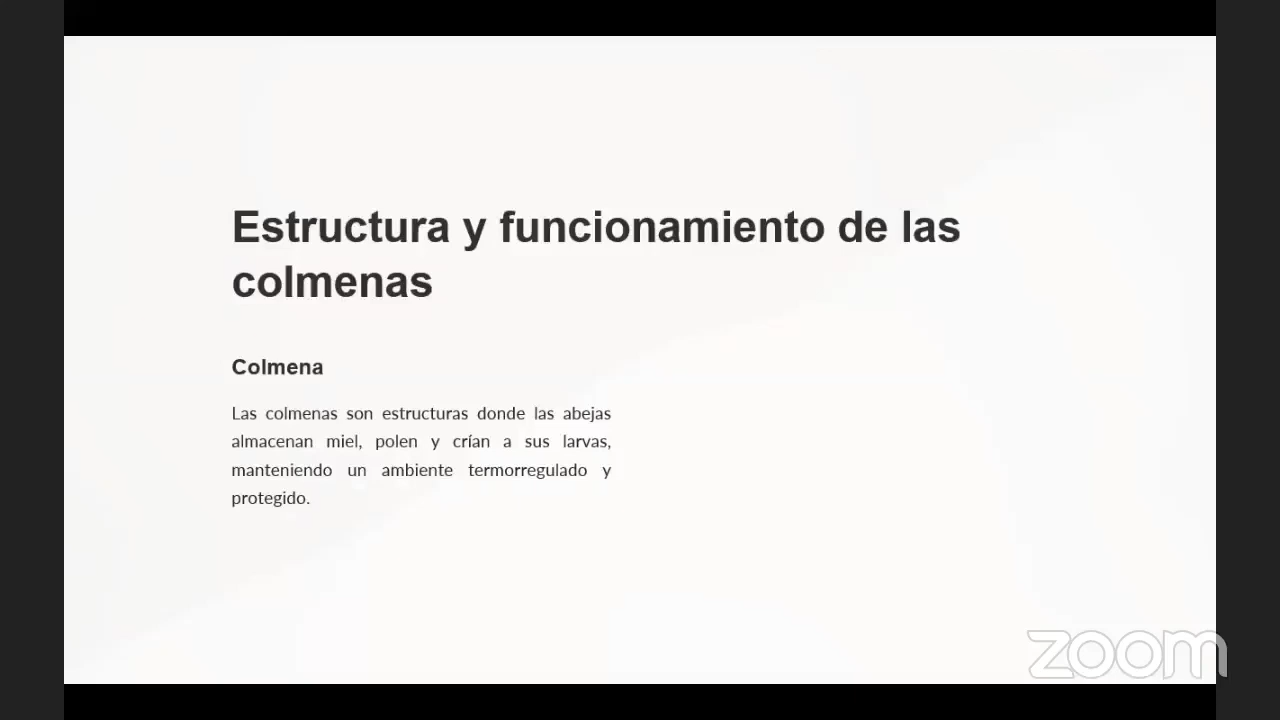 Estructura y funcionamiento de las
colmenas
Colmena
Las colmenas son estructuras donde las abejas
almacenan miel, polen y crían a sus larvas,
manteniendo un ambiente termorregulado y
protegido.
zoom